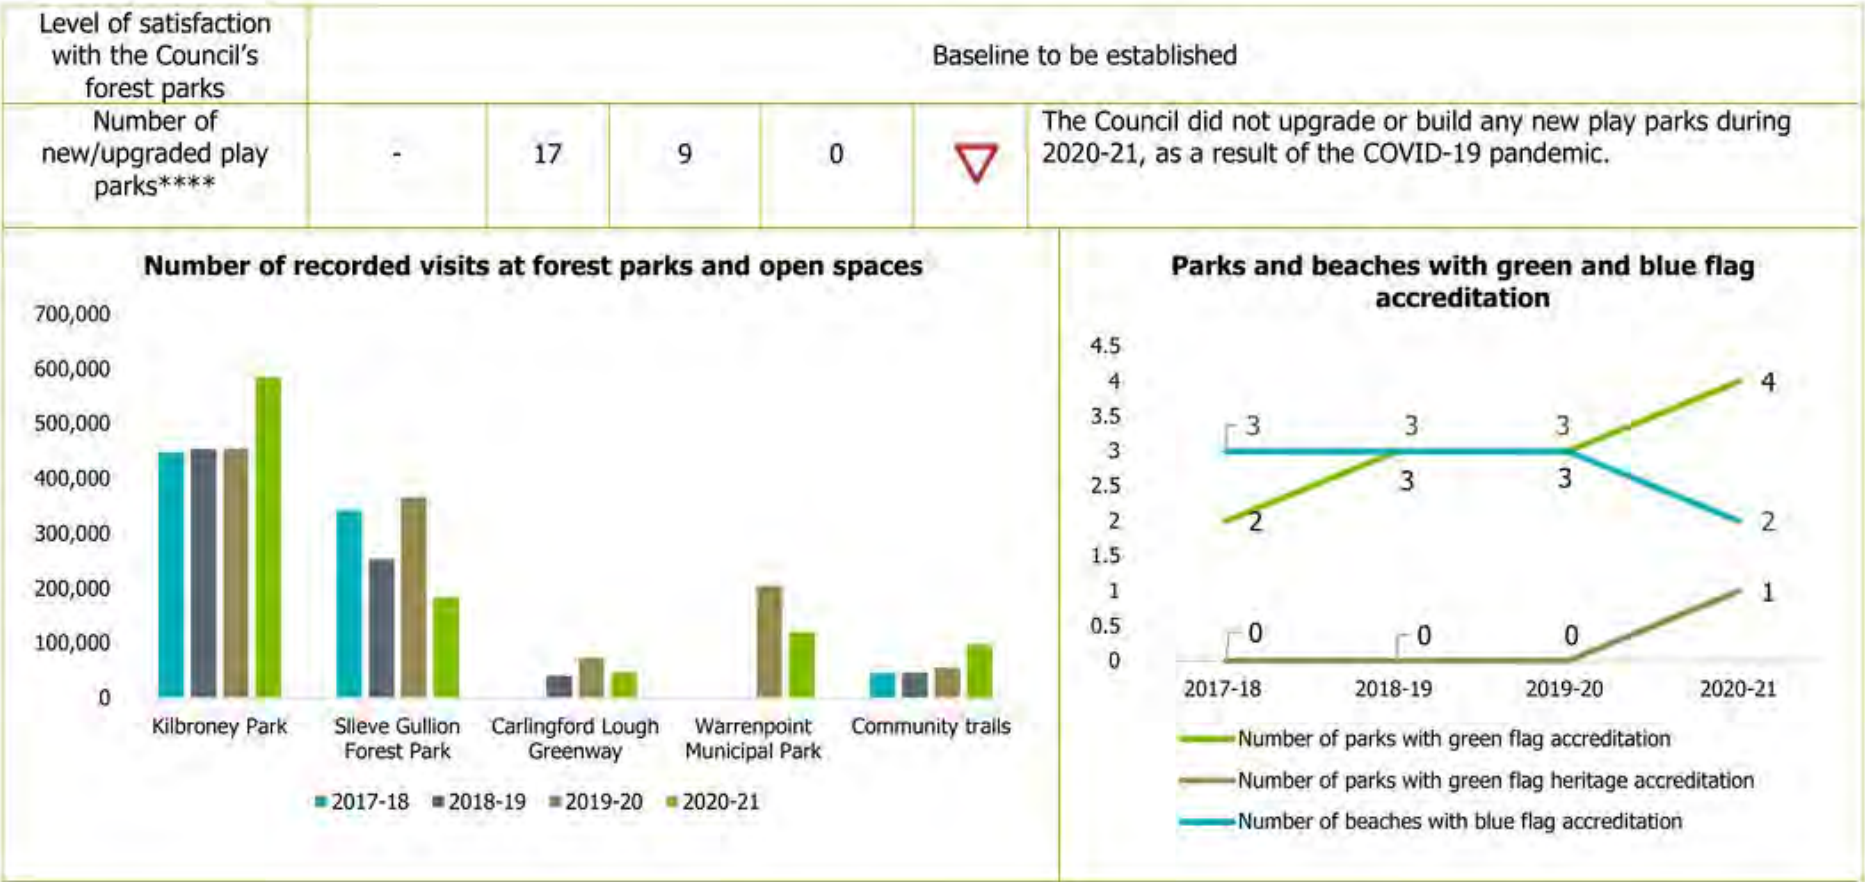 Level of satisfaction
with the Council's
forest parks
Baseline to be established
Number of
new/upgraded play
parks****
-
17
9
0
The Council did not upgrade or build any new play parks during
2020-21, as a result of the COVID-19 pandemic.
Number of recorded visits at forest parks and open spaces
700,000
600,000
500,000
400,000
300,000
200,000
100,000
0
Kilbroney Park
Slieve Gullion
Forest Park
Carlingford Lough
Greenway
Warrenpoint
Municipal Park
Community trails
2017-18 2018-19 2019-20 2020-21
Parks and beaches with green and blue flag
accreditation
4.5
4
3.5
3
2.5
2
1.5
1
0.5
0
3
3
3
4
2
3
3
2
0
0
0
1
2017-18
2018-19
2019-20
2020-21
Number of parks with green flag accreditation
Number of parks with green flag heritage accreditation
Number of beaches with blue flag accreditation